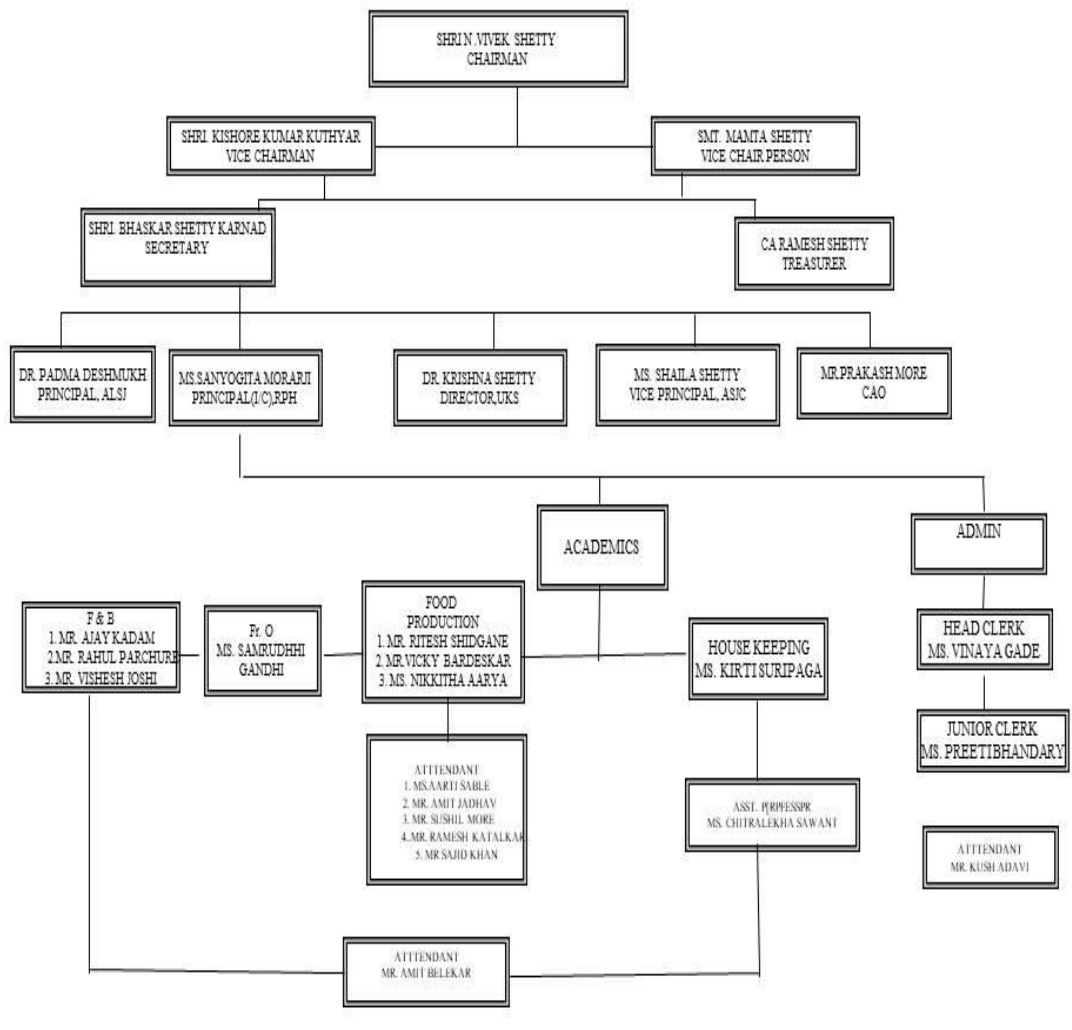 SHRI N .VIVEK. SHETTY
CHAIRMAN
SHRI. KISHORE KUMAR KUTHYAR
VICE CHAIRMAN
SMT. MAMTA SHETTY
VICE CHAIR PERSON
SHRI. BHASKAR SHETTY KARNAD
SECRETARY
CA RAMESH SHETTY
TREASURER
DR. PADMA DESHMUKH
PRINCIPAL, ALSJ
MS.SANYOGITA MORARJI
PRINCIPAL(I/C),RPH
DR. KRISHNA SHETTY
DIRECTOR,UKS
MS. SHAILA SHETTY
VICE PRINCIPAL, ASJC
MR.PRAKASH MORE
CAO
ACADEMICS
ADMIN
F & B
1. MR. AJAY KADAM
2.MR. RAHUL PARCHURE
3. MR. VISHESH JOSHI
Fr. O
MS. SAMRUDHHI
GANDHI
FOOD
PRODUCTION
1. MR. RITESH SHIDGANE
2. MR.VICKY BARDESKAR
3. MS. NIKKITHA AARYA
HOUSE KEEPING
MS. KIRTI SURIPAGA
HEAD CLERK
MS. VINAYA GADE
JUNIOR CLERK
MS. PREETI BHANDARY
ATTTENDANT
1. MS.AARTI SABLE
2. MR. AMIT JADHAV
3. MR. SUSHIL MORE
4..MR. RAMESH KATALKAR
5. MR SAJID KHAN
ASST. P[RPFESSPR
MS. CHITRALEKHA SAWANT
ATTTENDANT
MR. KUSH ADAVI
ATTTENDANT
MR. AMIT BELEKAR